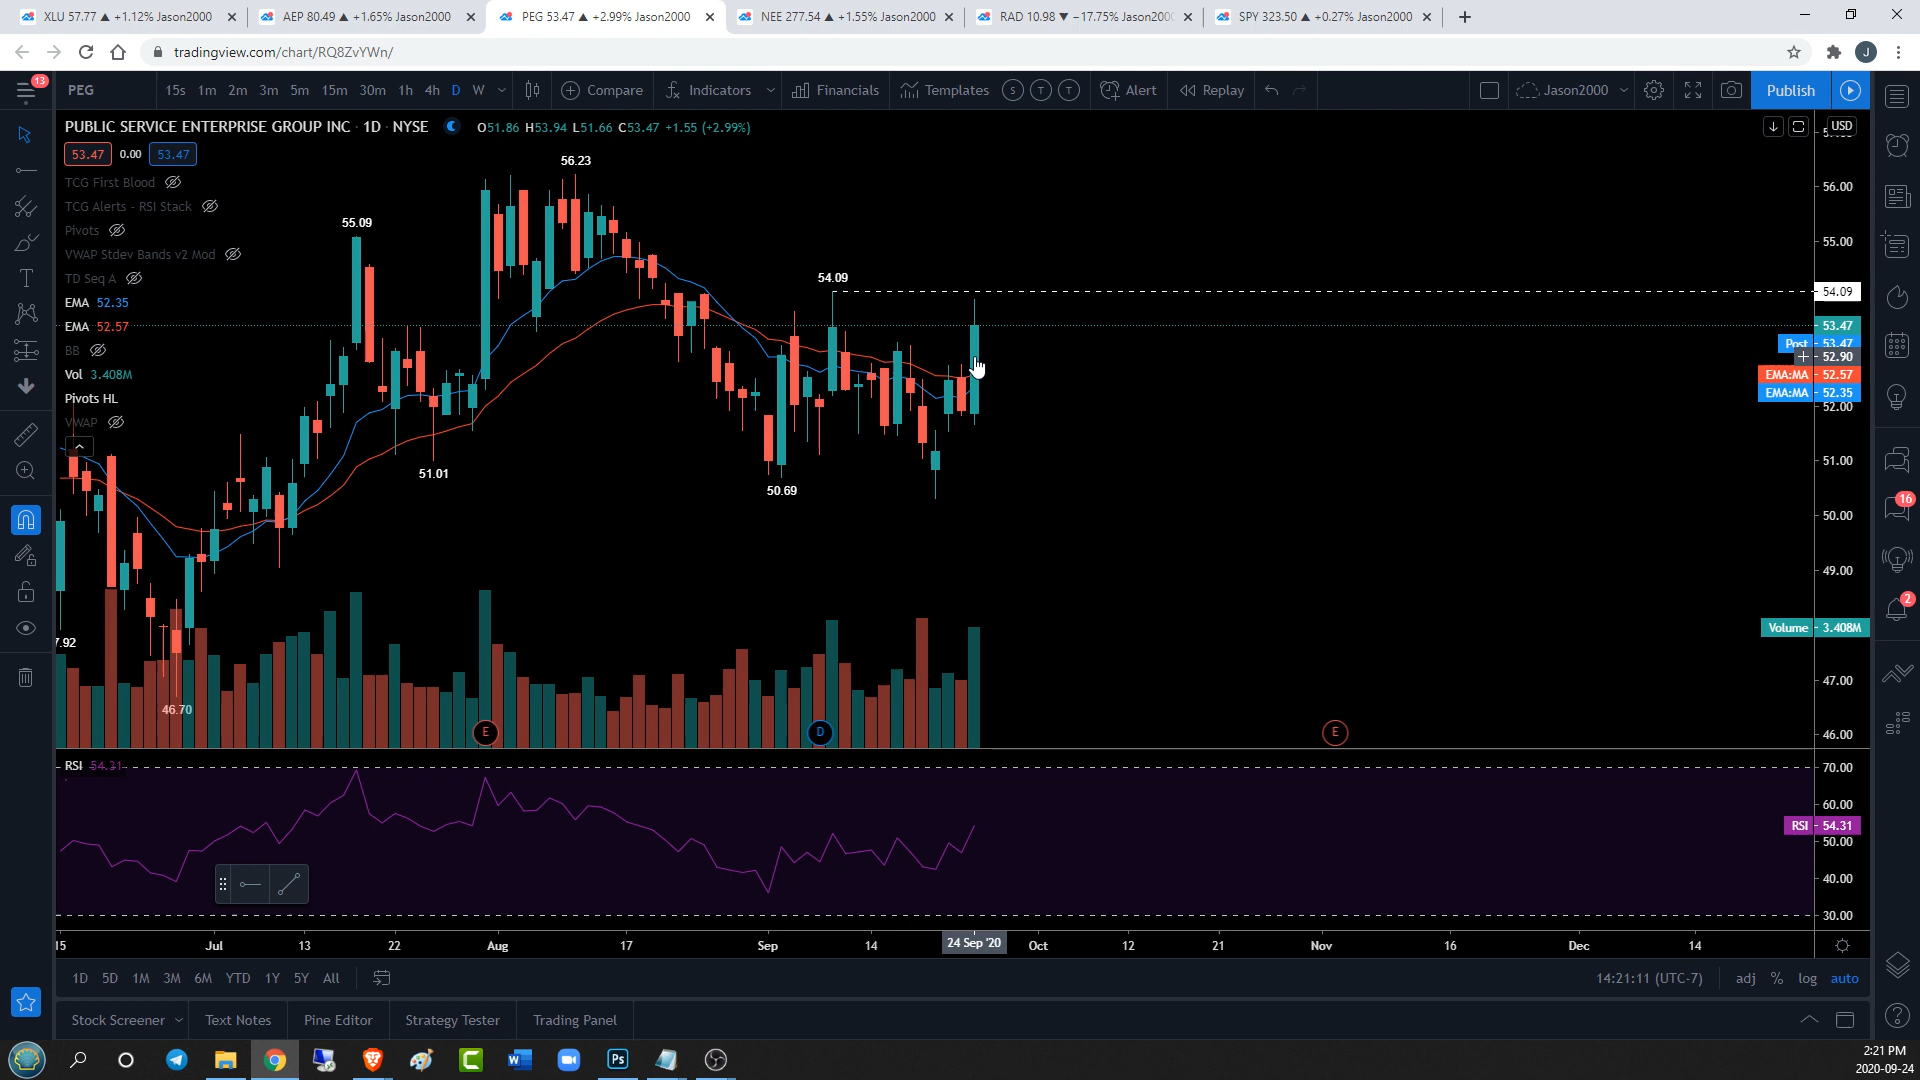 XLU 57.77 ▲ +1.12% Jason2000
AEP 80.49 ▲ +1.65% Jason2000
PEG 53.47 ▲ +2.99% Jason2000
NEE 277.54 ▲ +1.55% Jason2000
RAD 10.98 ▼ −17.75% Jason2000
SPY 323.50 ▲ +0.27% Jason2000
tradingview.com/chart/RQ8ZvYWn/
J
13
PEG
15s 1m 2m 3m 5m 15m 30m 1h 4h D W
Compare
Indicators
Financials
Templates
S T T
Alert
Replay
Jason2000
Publish
PUBLIC SERVICE ENTERPRISE GROUP INC · 1D · NYSE
O51.86 H53.94 L51.66 C53.47 +1.55 (+2.99%)
USD
53.47 0.00 53.47
TCG First Blood
TCG Alerts - RSI Stack
Pivots
VWAP Stdev Bands v2 Mod
TD Seq A
EMA 52.35
EMA 52.57
BB
Vol 3.408M
Pivots HL
VWAP
56.23
55.09
54.09
51.01
50.69
7.92
46.70
56.00
55.00
54.09
53.47
Post 53.47
52.90
EMA:MA 52.57
EMA:MA 52.35
52.00
51.00
50.00
49.00
Volume 3.408M
47.00
46.00
E
D
E
RSI 54.31
70.00
60.00
RSI 54.31
50.00
40.00
30.00
15 Jul 13 22 Aug 17 Sep 14 24 Sep '20 Oct 12 21 Nov 16 Dec 14
1D 5D 1M 3M 6M YTD 1Y 5Y All
14:21:11 (UTC-7) adj % log auto
Stock Screener
Text Notes
Pine Editor
Strategy Tester
Trading Panel
16
2
Ps
2:21 PM
2020-09-24